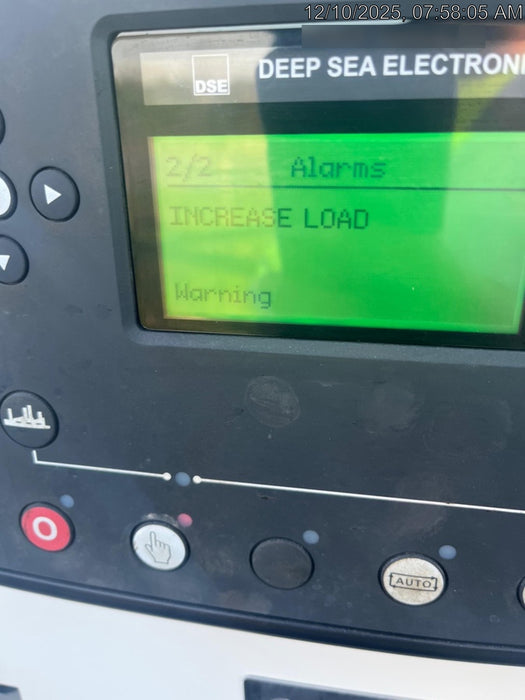 12/10/2025, 07:58:05 AM
DSE
DEEP SEA ELECTRONI
2/2 Alarms
INCREASE LOAD
Warning
AUTO